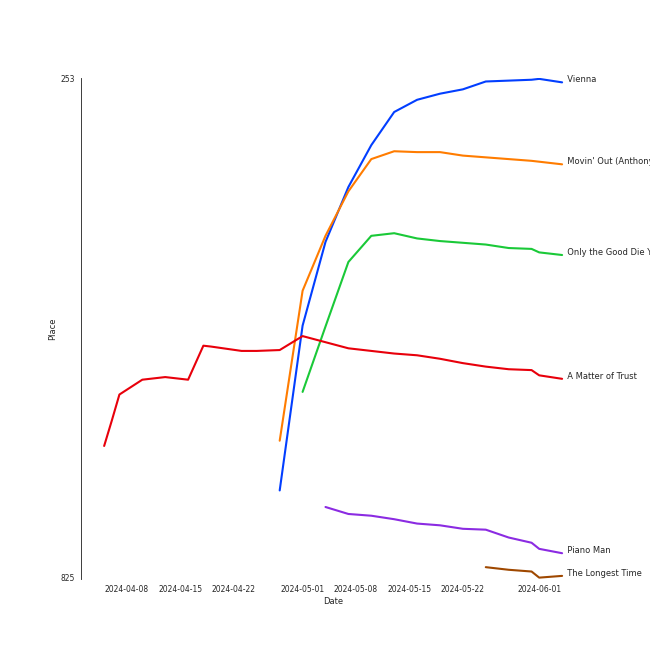 253
Vienna
Movin' Out (Anthony
Only the Good Die
A Matter of Trust
Place
Piano Man
The Longest Time
825
2024-04-08 2024-04-15 2024-04-22 2024-05-01 2024-05-08 2024-05-15 2024-05-22 2024-06-01
Date